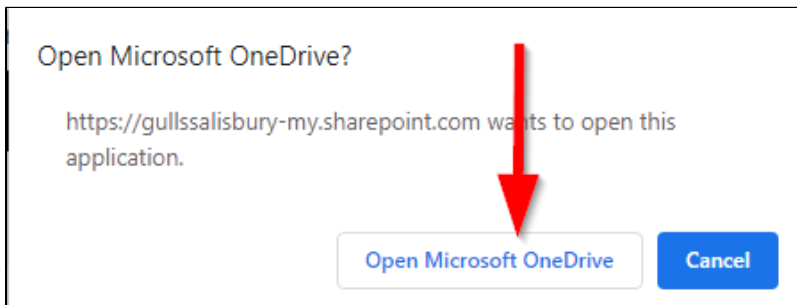 Open Microsoft OneDrive?
https://gullssalisbury-my.sharepoint.com wants to open this
application.
Open Microsoft OneDrive Cancel